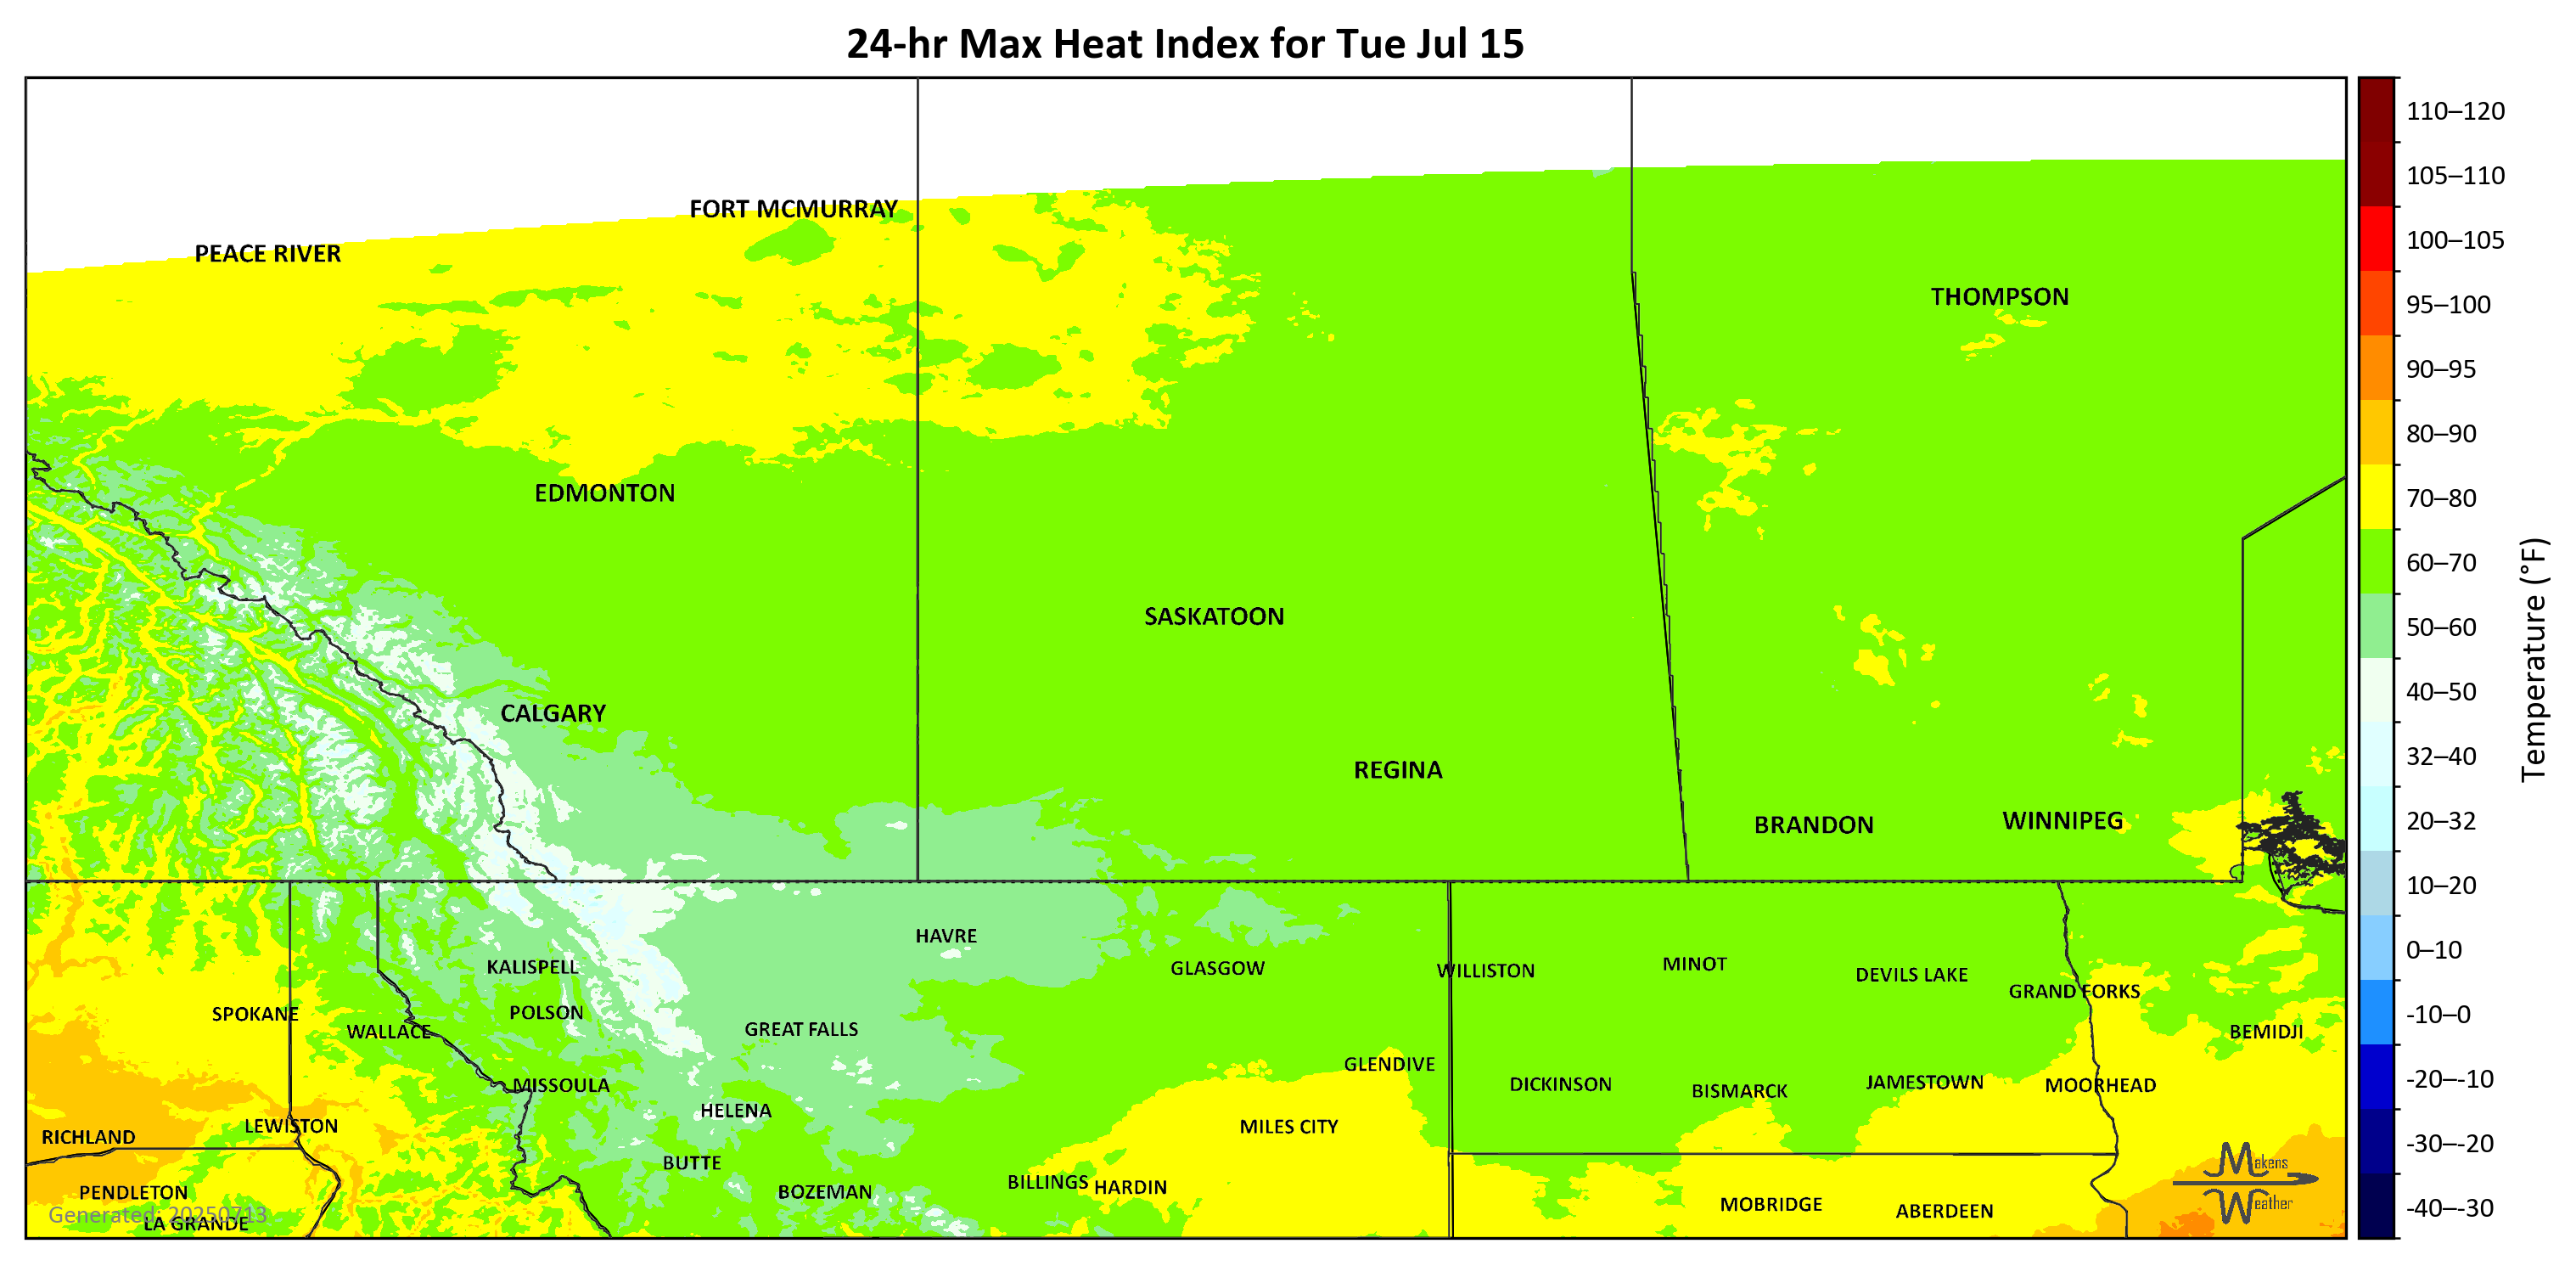 24-hr Max Heat Index for Tue Jul 15
FORT MCMURRAY
PEACE RIVER
THOMPSON
EDMONTON
SASKATOON
CALGARY
REGINA
BRANDON
WINNIPEG
HAVRE
KALISPELL
GLASGOW
WILLISTON
MINOT
DEVILS LAKE
GRAND FORKS
SPOKANE
POLSON
WALLACE
GREAT FALLS
BEMIDJI
GLENDIVE
MISSOULA
DICKINSON
BISMARCK
JAMESTOWN
MOORHEAD
HELENA
LEWISTON
MILES CITY
RICHLAND
BUTTE
BILLINGS
HARDIN
PENDLETON
BOZEMAN
MOBRIDGE
ABERDEEN
LA GRANDE
Generated: 20250713
Makens
Weather
110–120
105–110
100–105
95–100
90–95
80–90
70–80
60–70
50–60
40–50
32–40
20–32
10–20
0–10
-10–0
-20–-10
-30–-20
-40–-30
Temperature (°F)